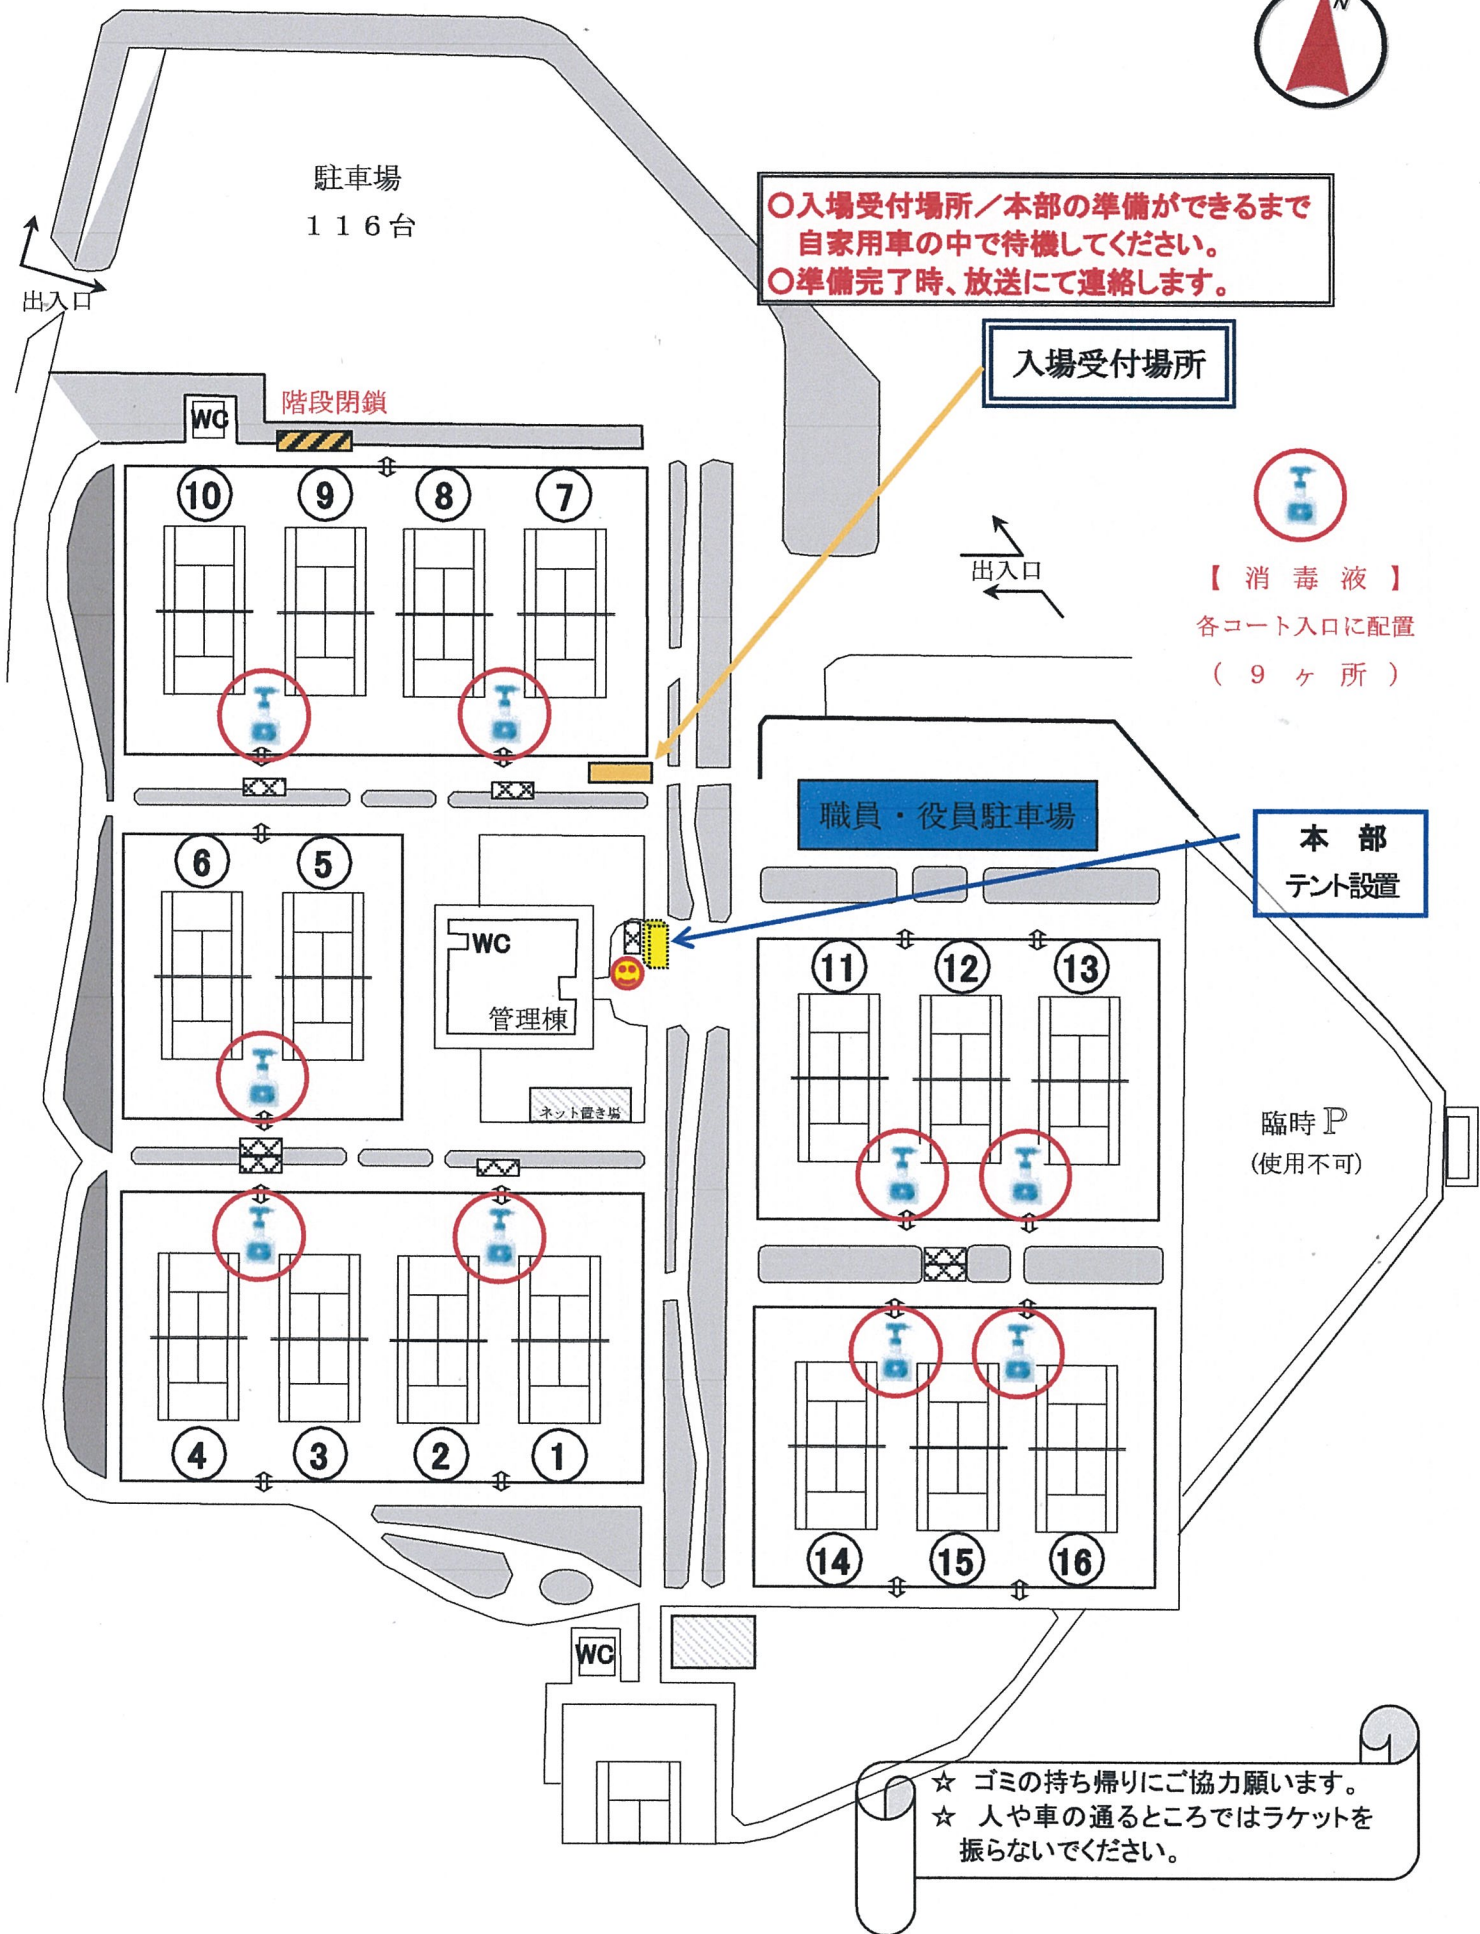 N
駐車場
１１６台
○入場受付場所／本部の準備ができるまで
自家用車の中で待機してください。
○準備完了時、放送にて連絡します。
出入口
入場受付場所
階段閉鎖
WC
10
9
8
7
出入口
【 消 毒 液 】
各コート入口に配置
（ 9 ヶ 所 ）
職員・役員駐車場
本 部
テント設置
6
5
WC
管理棟
ネット置き場
11
12
13
臨時 P
(使用不可)
4
3
2
1
14
15
16
WC
☆ ゴミの持ち帰りにご協力願います。
☆ 人や車の通るところではラケットを
振らないでください。